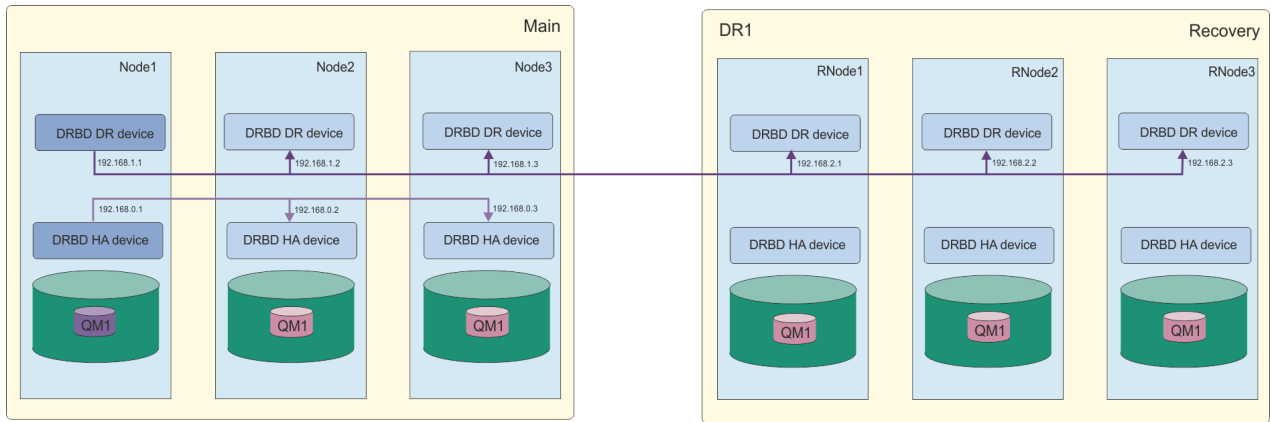 Main
Node1
Node2
Node3
DRBD DR device
DRBD DR device
DRBD DR device
192.168.1.1
192.168.1.2
192.168.1.3
192.168.0.1
192.168.0.2
192.168.0.3
DRBD HA device
DRBD HA device
DRBD HA device
QM1
QM1
QM1
DR1
Recovery
RNode1
RNode2
RNode3
DRBD DR device
DRBD DR device
DRBD DR device
192.168.2.1
192.168.2.2
192.168.2.3
DRBD HA device
DRBD HA device
DRBD HA device
QM1
QM1
QM1